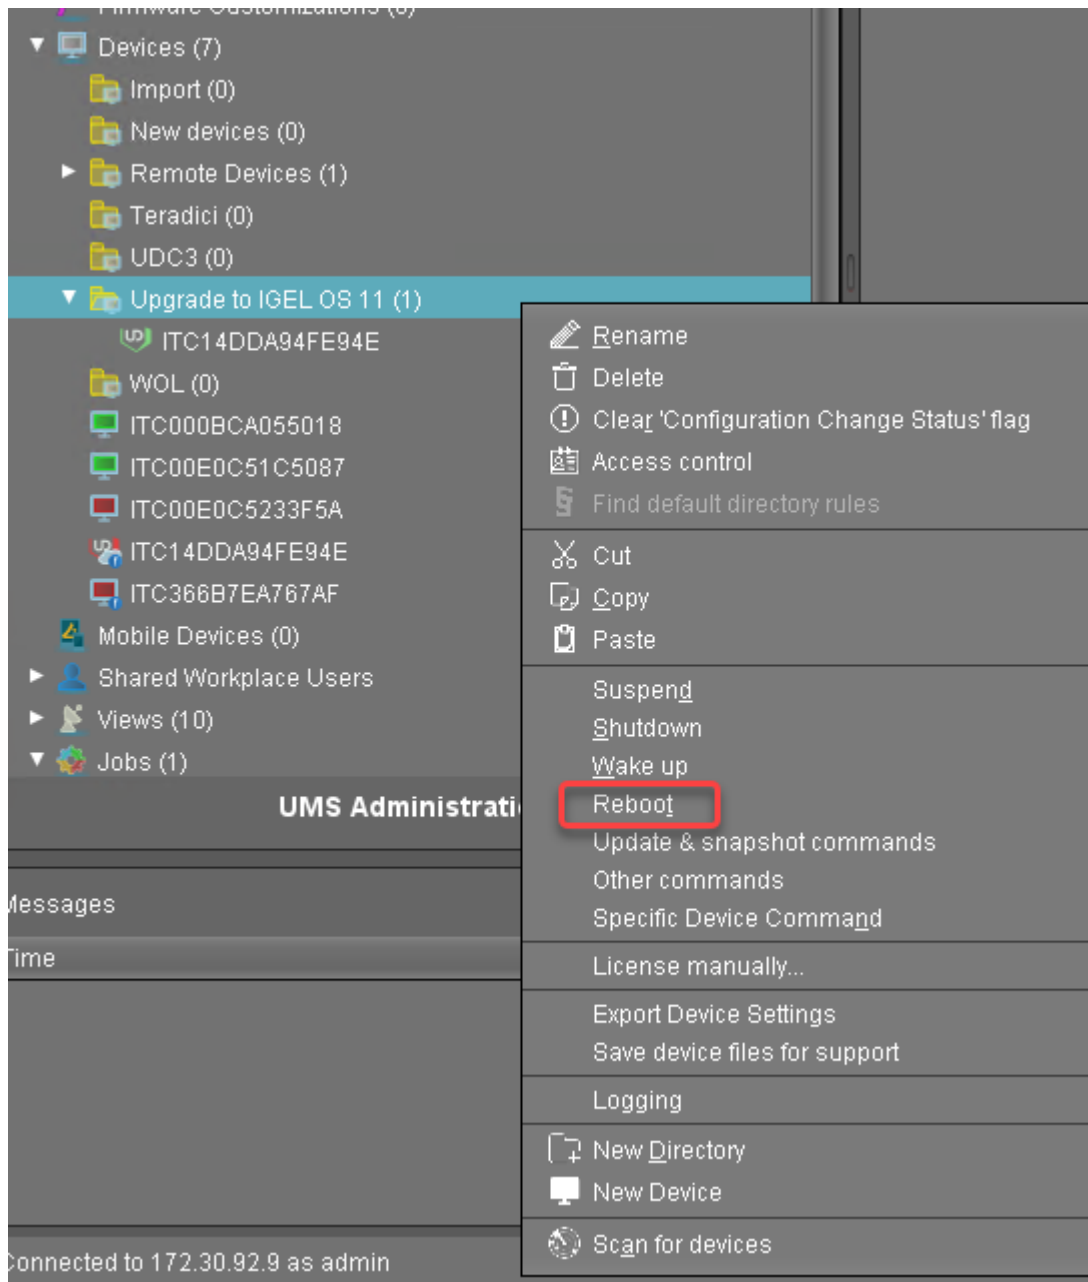 Firmware Customizations (0)
Devices (7)
Import (0)
New devices (0)
Remote Devices (1)
Teradici (0)
UDC3 (0)
Upgrade to IGEL OS 11 (1)
ITC14DDA94FE94E
WOL (0)
ITC000BCA055018
ITC00E0C51C5087
ITC00E0C5233F5A
ITC14DDA94FE94E
ITC366B7EA767AF
Mobile Devices (0)
Shared Workplace Users
Views (10)
Jobs (1)
UMS Administrati
Messages
Time
Connected to 172.30.92.9 as admin
Rename
Delete
Clear 'Configuration Change Status' flag
Access control
Find default directory rules
Cut
Copy
Paste
Suspend
Shutdown
Wake up
Reboot
Update & snapshot commands
Other commands
Specific Device Command
License manually...
Export Device Settings
Save device files for support
Logging
New Directory
New Device
Scan for devices